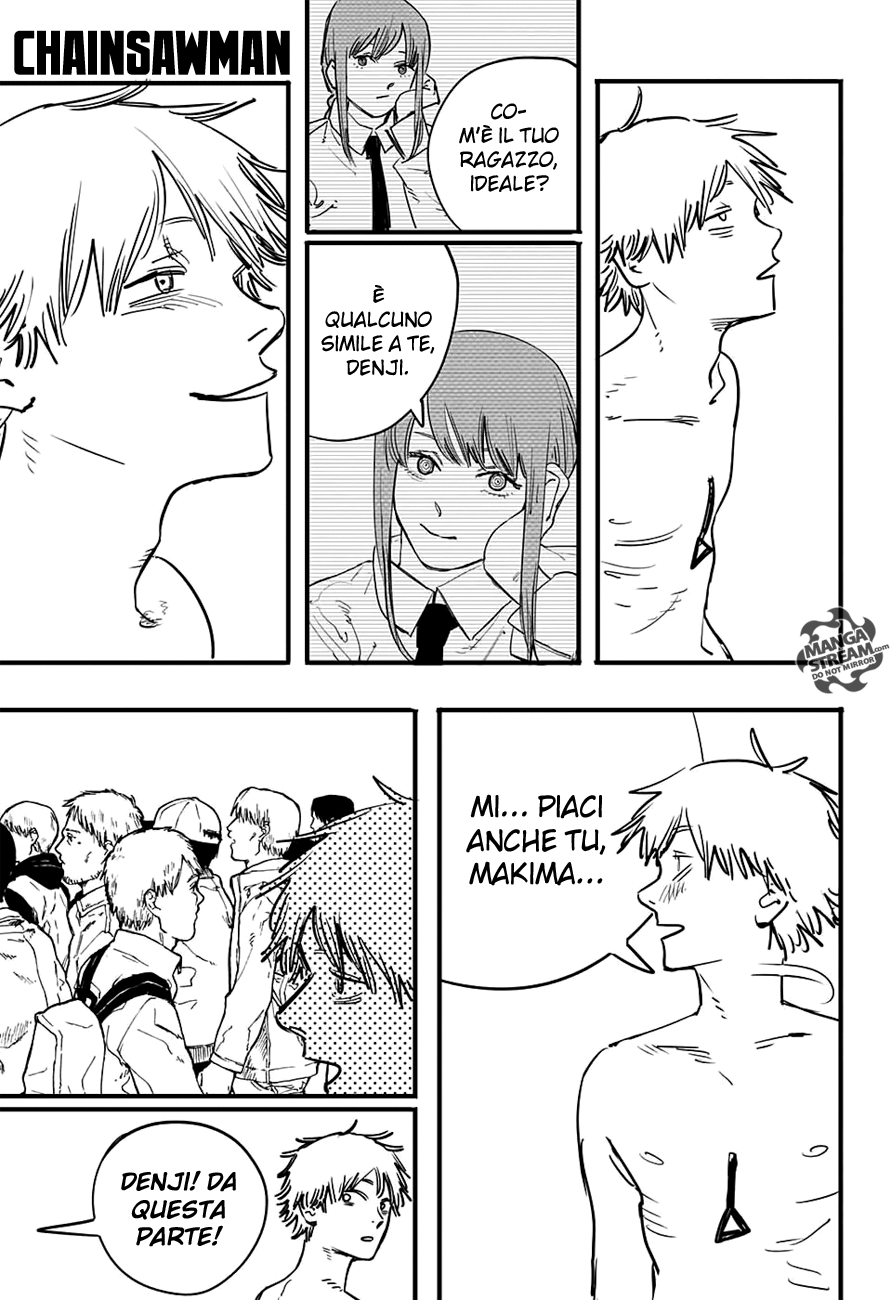 CHAINSAWMAN
CO-
M'È IL TUO
RAGAZZO,
IDEALE?
È
QUALCUNO
SIMILE A TE,
DENJI.
MANGA
STREAM.com
DO NOT MIRROR
MI... PIACI
ANCHE TU,
MAKIMA...
DENJI! DA
QUESTA
PARTE!